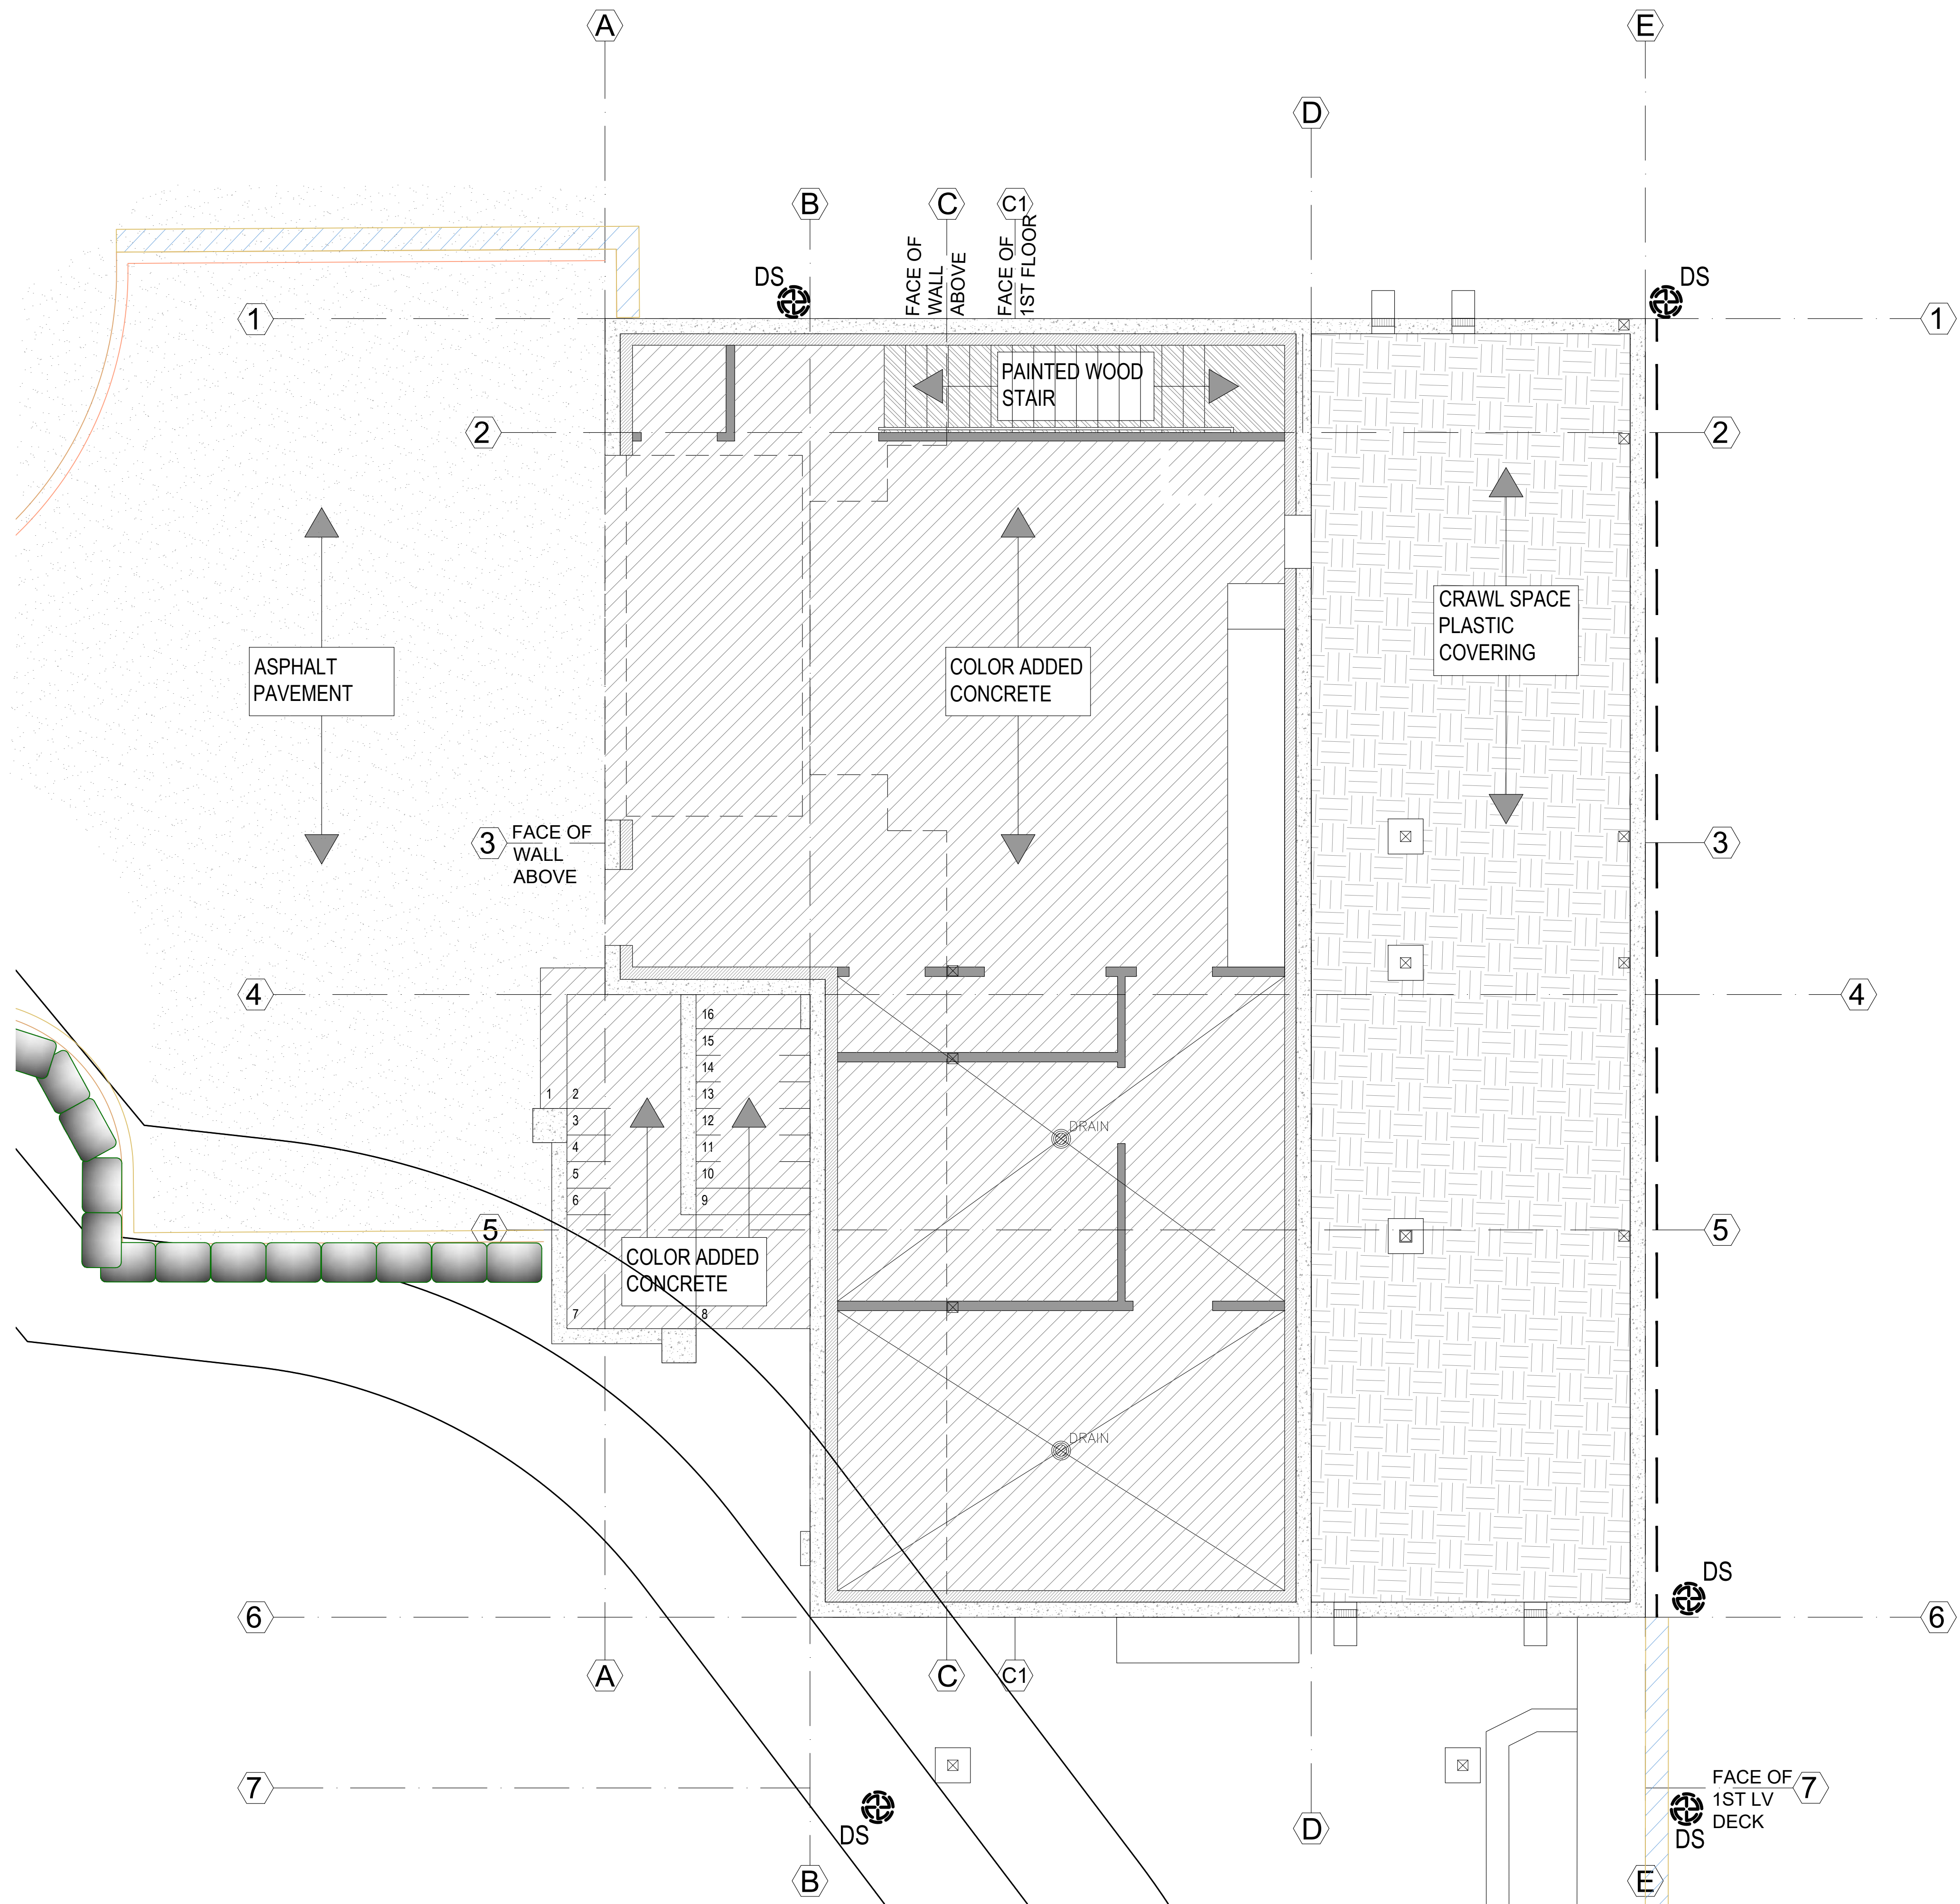 A
E
D
B
C
C1
FACE OF
WALL
ABOVE
FACE OF
1ST FLOOR
DS
DS
1
1
PAINTED WOOD
STAIR
2
2
CRAWL SPACE
PLASTIC
COVERING
ASPHALT
PAVEMENT
COLOR ADDED
CONCRETE
3
FACE OF
WALL
ABOVE
3
4
4
16
15
14
13
12
11
10
9
1
2
3
4
5
6
7
8
DRAIN
5
5
COLOR ADDED
CONCRETE
DRAIN
DS
6
6
A
C
C1
7
FACE OF
1ST LV
DECK
7
DS
DS
D
B
E